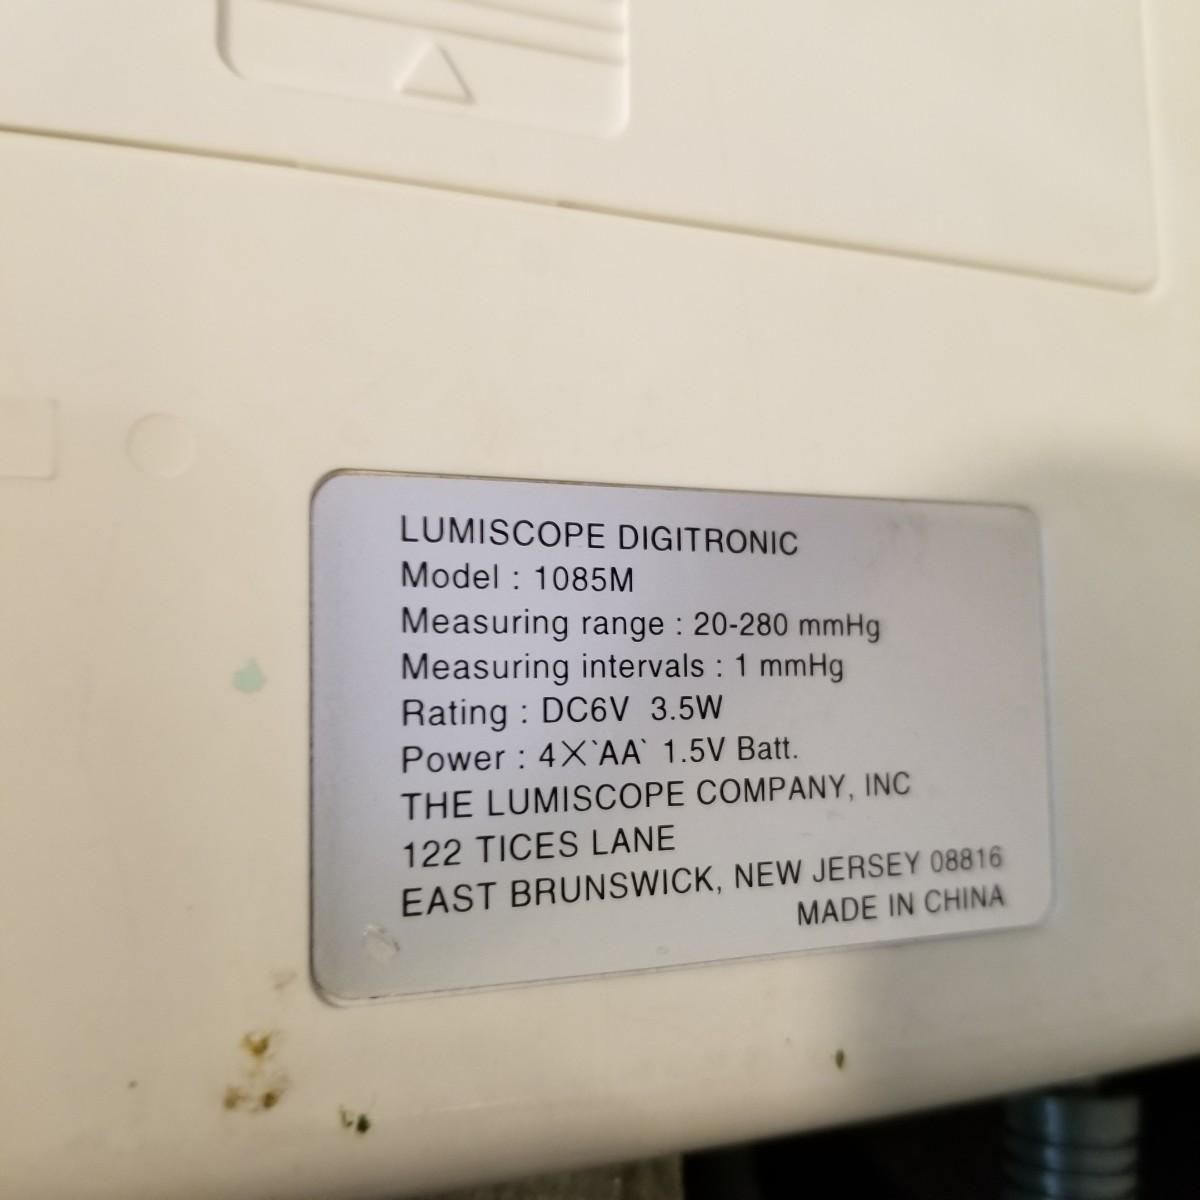 LUMISCOPE DIGITRONIC
Model : 1085M
Measuring range : 20-280 mmHg
Measuring intervals : 1 mmHg
Rating : DC6V 3.5W
Power : 4X`AA` 1.5V Batt.
THE LUMISCOPE COMPANY, INC
122 TICES LANE
EAST BRUNSWICK, NEW JERSEY 08816
MADE IN CHINA